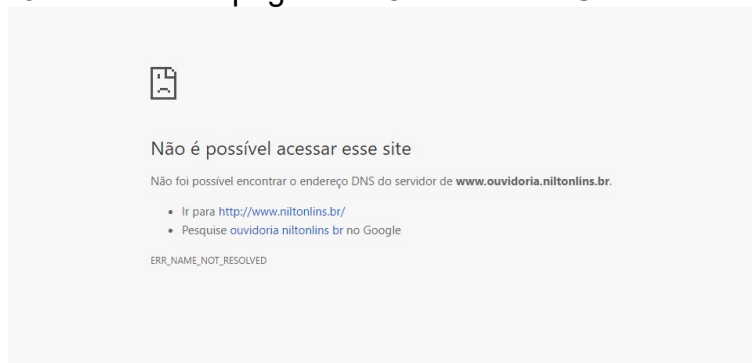 Não é possível acessar esse site
Não foi possível encontrar o endereço DNS do servidor de www.ouvidoria.niltonlins.br.
• Ir para http://www.niltonlins.br/
• Pesquise ouvidoria niltonlins br no Google
ERR_NAME_NOT_RESOLVED